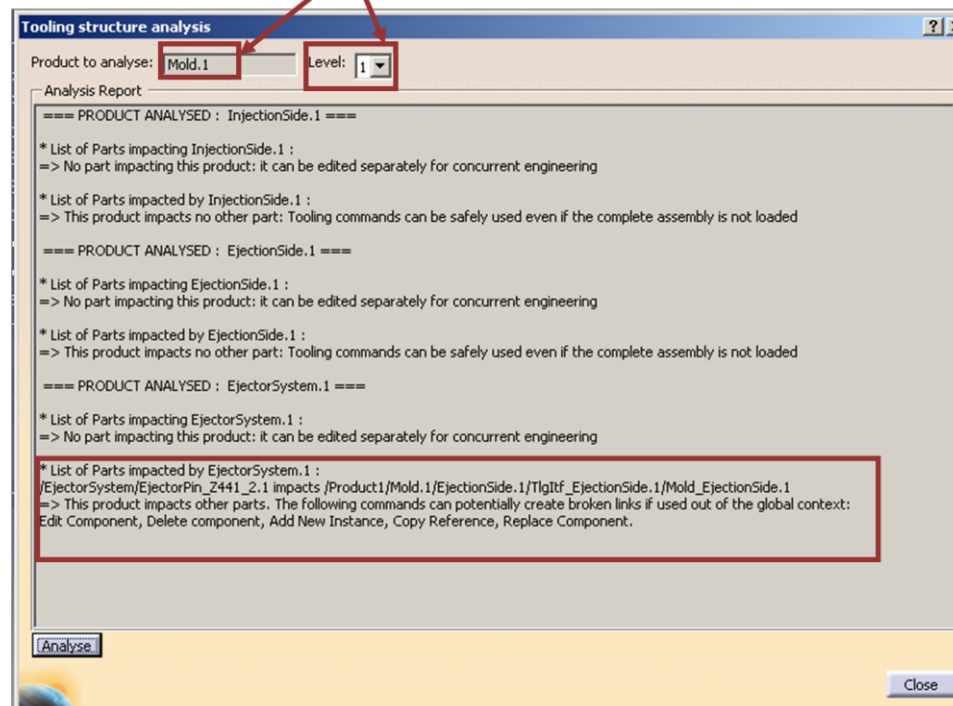 Tooling structure analysis
?
Product to analyse: Mold.1 Level: 1
Analysis Report
=== PRODUCT ANALYSED : InjectionSide.1 ===
* List of Parts impacting InjectionSide.1 :
=> No part impacting this product: it can be edited separately for concurrent engineering
* List of Parts impacted by InjectionSide.1 :
=> This product impacts no other part: Tooling commands can be safely used even if the complete assembly is not loaded
=== PRODUCT ANALYSED : EjectionSide.1 ===
* List of Parts impacting EjectionSide.1 :
=> No part impacting this product: it can be edited separately for concurrent engineering
* List of Parts impacted by EjectionSide.1 :
=> This product impacts no other part: Tooling commands can be safely used even if the complete assembly is not loaded
=== PRODUCT ANALYSED : EjectorSystem.1 ===
* List of Parts impacting EjectorSystem.1 :
=> No part impacting this product: it can be edited separately for concurrent engineering
* List of Parts impacted by EjectorSystem.1 :
/EjectorSystem/EjectorPin_Z441_2.1 impacts /Product1/Mold.1/EjectionSide.1/TlgItf_EjectionSide.1/Mold_EjectionSide.1
=> This product impacts other parts. The following commands can potentially create broken links if used out of the global context:
Edit Component, Delete component, Add New Instance, Copy Reference, Replace Component.
Analyse
Close